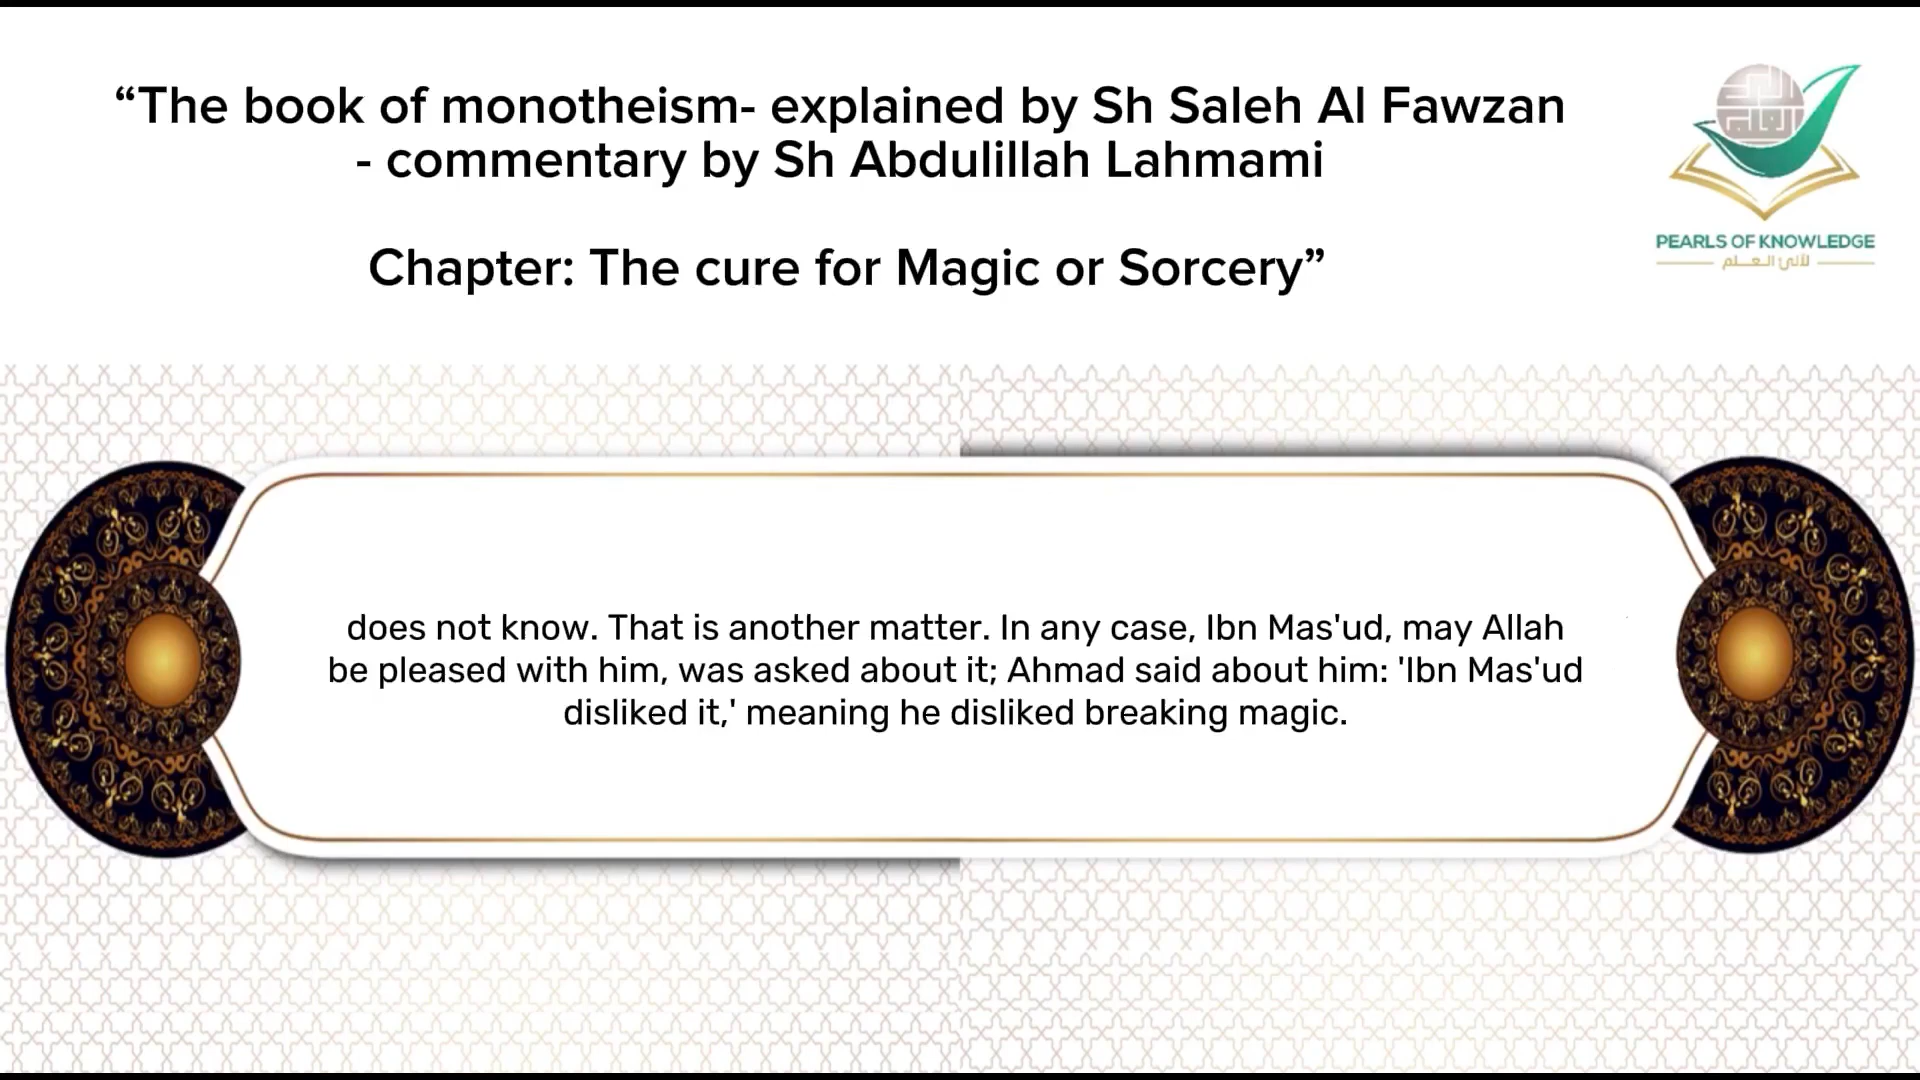 “The book of monotheism- explained by Sh Saleh Al Fawzan
- commentary by Sh Abdulillah Lahmami
Chapter: The cure for Magic or Sorcery”
PEARLS OF KNOWLEDGE
لآلئ العلم
does not know. That is another matter. In any case, Ibn Mas'ud, may Allah
be pleased with him, was asked about it; Ahmad said about him: 'Ibn Mas'ud
disliked it,' meaning he disliked breaking magic.